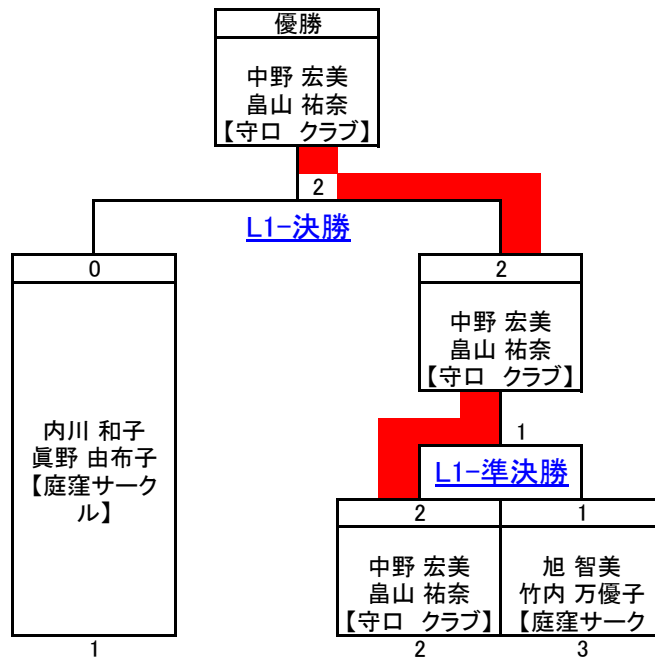 優勝
中野 宏美
畠山 祐奈
【守口　クラブ】
2
L1-決勝
0
2
内川 和子
眞野 由布子
【庭窪サーク
ル】
中野 宏美
畠山 祐奈
【守口　クラブ】
1
L1-準決勝
2
1
中野 宏美
畠山 祐奈
【守口　クラブ】
旭 智美
竹内 万優子
【庭窪サーク
1
2
3